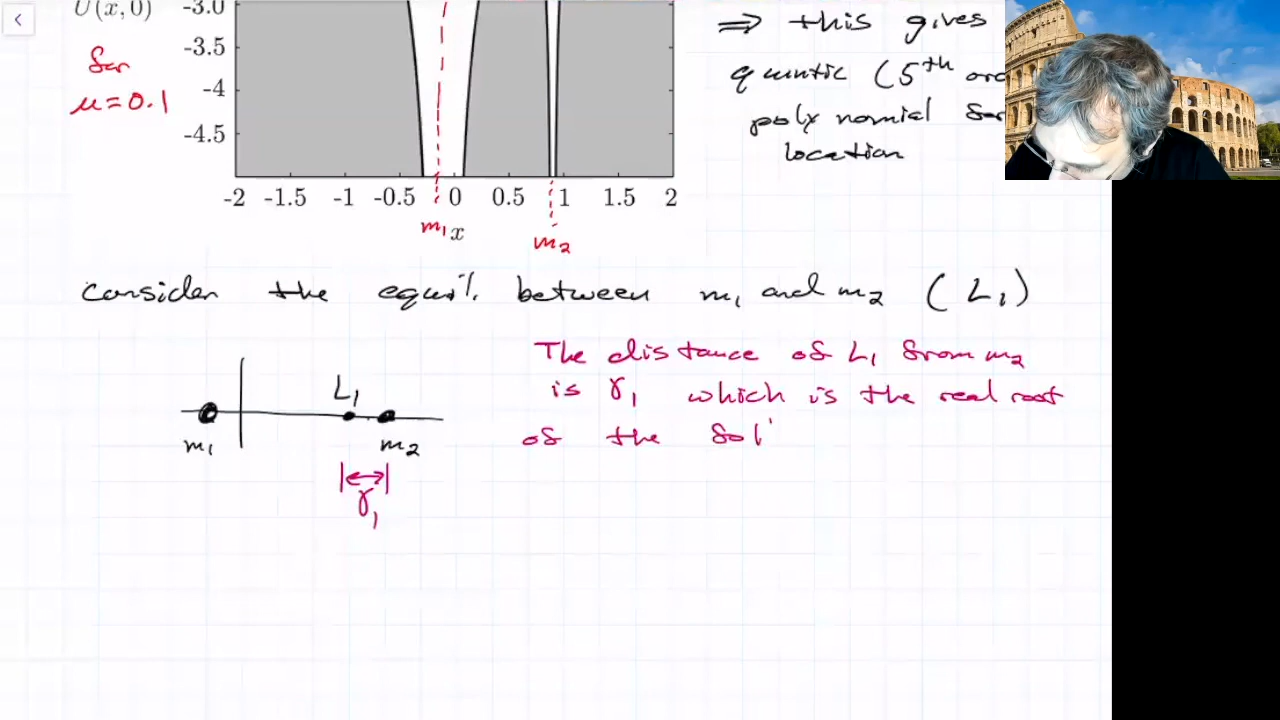 U(x, 0)
for
μ = 0.1
-3.0
-3.5
-4
-4.5
-2 -1.5 -1 -0.5 0 0.5 1 1.5 2
m₁ x m₂
⇒ this gives
quintic (5th ord
polynomial for
location
consider the equil. between m₁ and m₂ (L₁)
L₁
m₁ m₂
γ₁
The distance of L₁ from m₂
is γ₁ which is the real root
of the fol